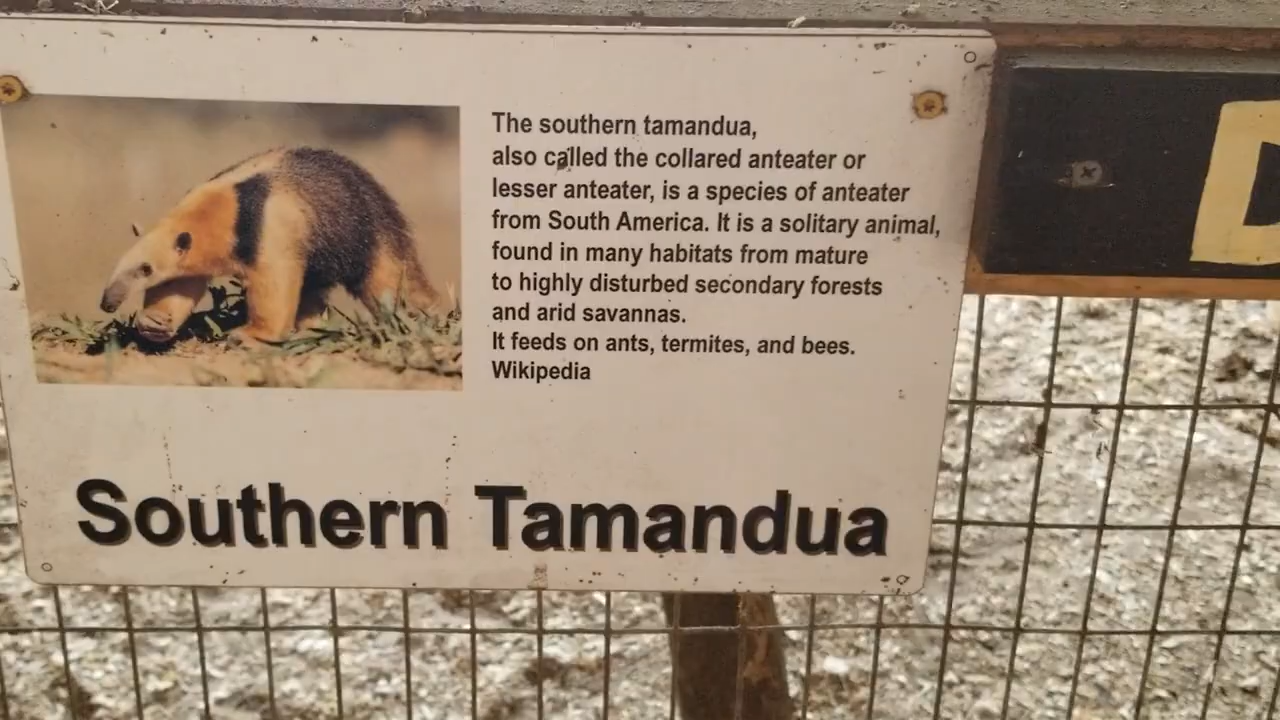 The southern tamandua,
also called the collared anteater or
lesser anteater, is a species of anteater
from South America. It is a solitary animal,
found in many habitats from mature
to highly disturbed secondary forests
and arid savannas.
It feeds on ants, termites, and bees.
Wikipedia
Southern Tamandua